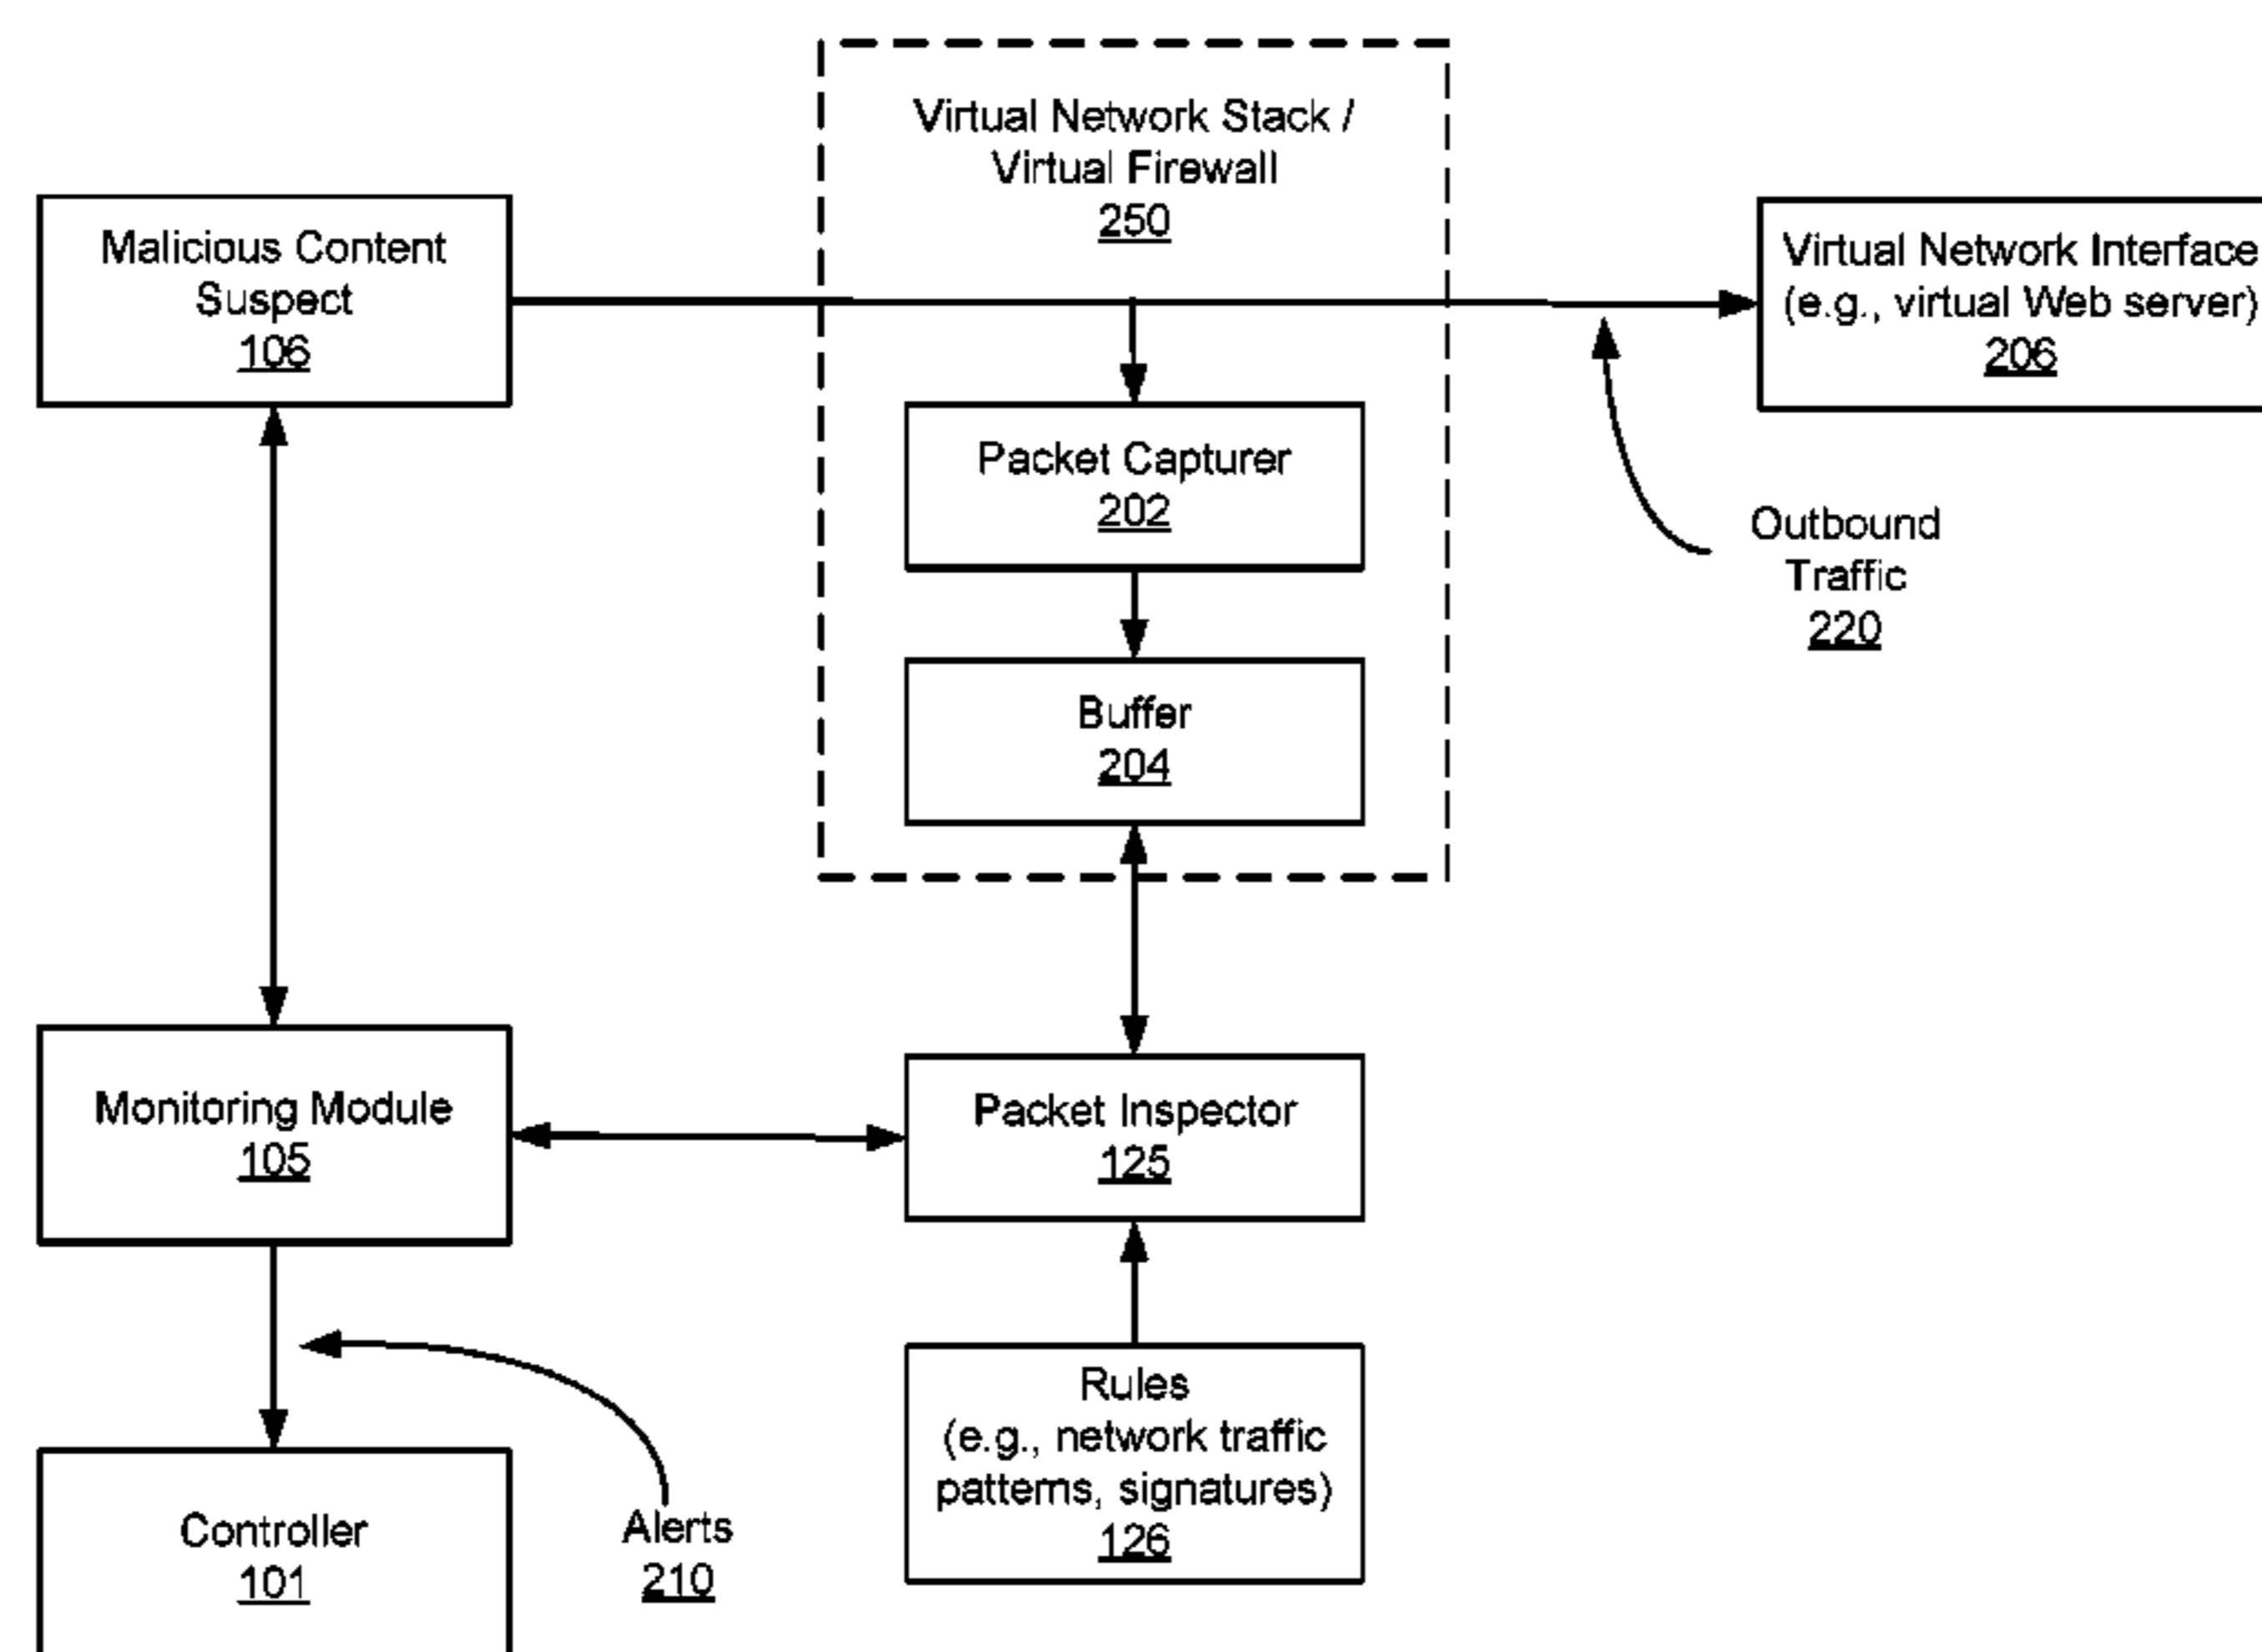 Virtual Network Stack /
Virtual Firewall
250
Malicious Content
Suspect
106
Virtual Network Interface
(e.g., virtual Web server)
206
Packet Capturer
202
Outbound
Traffic
220
Buffer
204
Monitoring Module
105
Packet Inspector
125
Rules
(e.g., network traffic
patterns, signatures)
126
Controller
101
Alerts
210